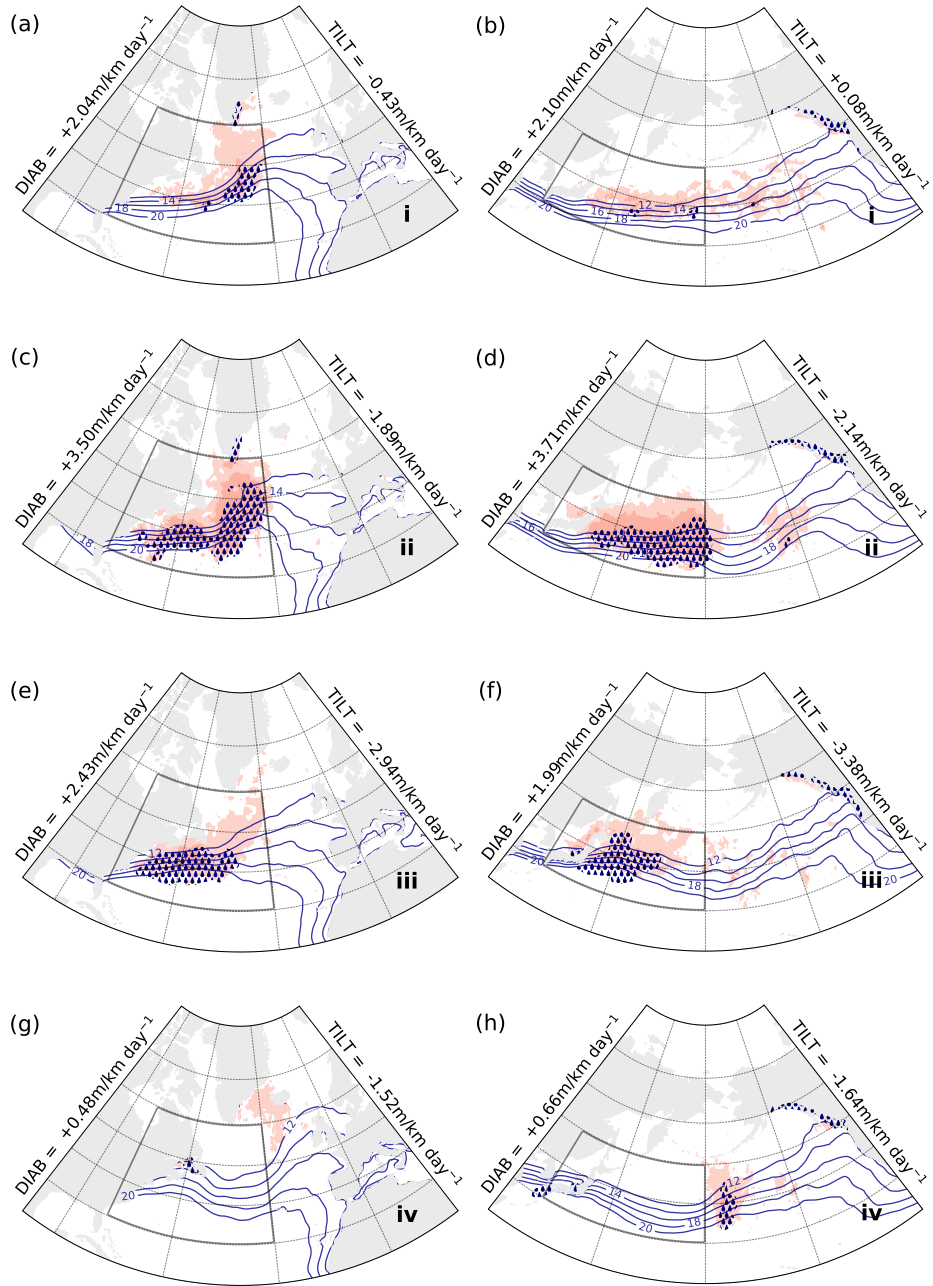 (a)
DIAB = +2.04m/km day⁻¹
TILT = -0.43m/km day⁻¹
14
18
20
i
(b)
DIAB = +2.10m/km day⁻¹
TILT = +0.08m/km day⁻¹
20
12
16
14
18
20
i
(c)
DIAB = +3.50m/km day⁻¹
TILT = -1.89m/km day⁻¹
14
18
20
ii
(d)
DIAB = +3.71m/km day⁻¹
TILT = -2.14m/km day⁻¹
16
20
18
ii
(e)
DIAB = +2.43m/km day⁻¹
TILT = -2.94m/km day⁻¹
12
20
iii
(f)
DIAB = +1.99m/km day⁻¹
TILT = -3.38m/km day⁻¹
20
12
18
20
iii
(g)
DIAB = +0.48m/km day⁻¹
TILT = -1.52m/km day⁻¹
12
20
iv
(h)
DIAB = +0.66m/km day⁻¹
TILT = -1.64m/km day⁻¹
14
12
20
18
iv